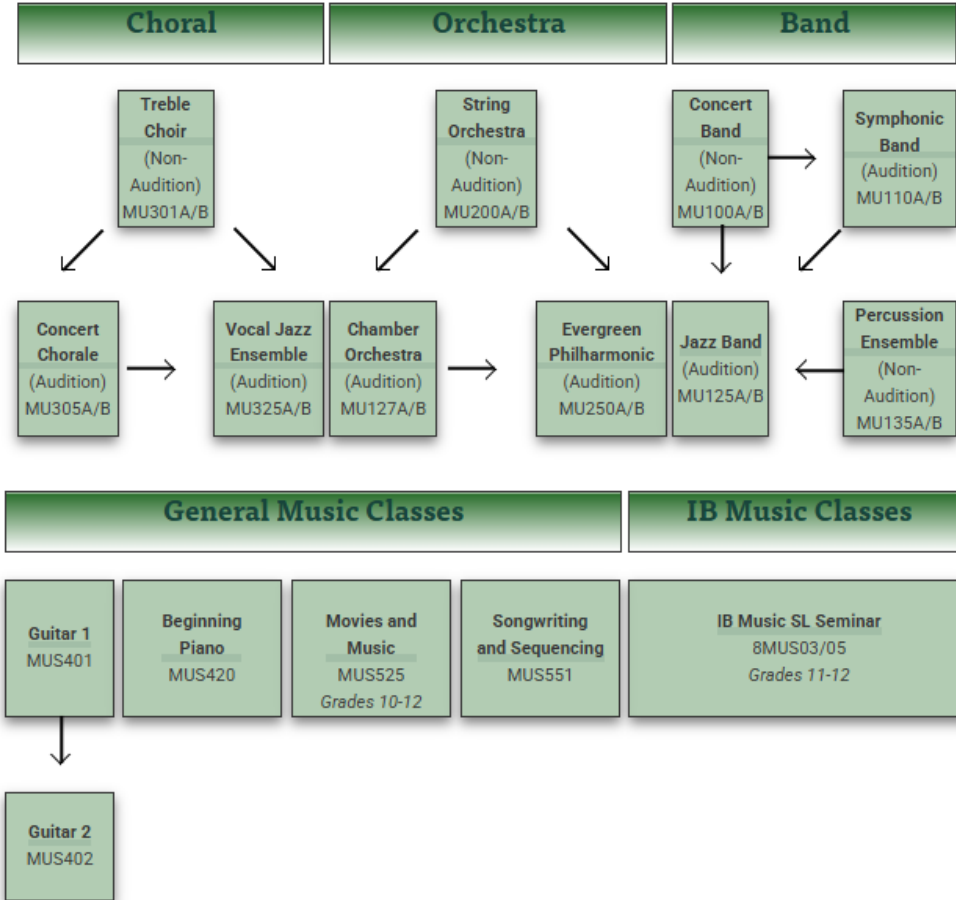 Choral
Orchestra
Band
Treble
Choir
(Non-
Audition)
MU301A/B
String
Orchestra
(Non-
Audition)
MU200A/B
Concert
Band
(Non-
Audition)
MU100A/B
Symphonic
Band
(Audition)
MU110A/B
Concert
Chorale
(Audition)
MU305A/B
Vocal Jazz
Ensemble
(Audition)
MU325A/B
Chamber
Orchestra
(Audition)
MU127A/B
Evergreen
Philharmonic
(Audition)
MU250A/B
Jazz Band
(Audition)
MU125A/B
Percussion
Ensemble
(Non-
Audition)
MU135A/B
General Music Classes
IB Music Classes
Guitar 1
MUS401
Beginning
Piano
MUS420
Movies and
Music
MUS525
Grades 10-12
Songwriting
and Sequencing
MUS551
IB Music SL Seminar
8MUS03/05
Grades 11-12
Guitar 2
MUS402